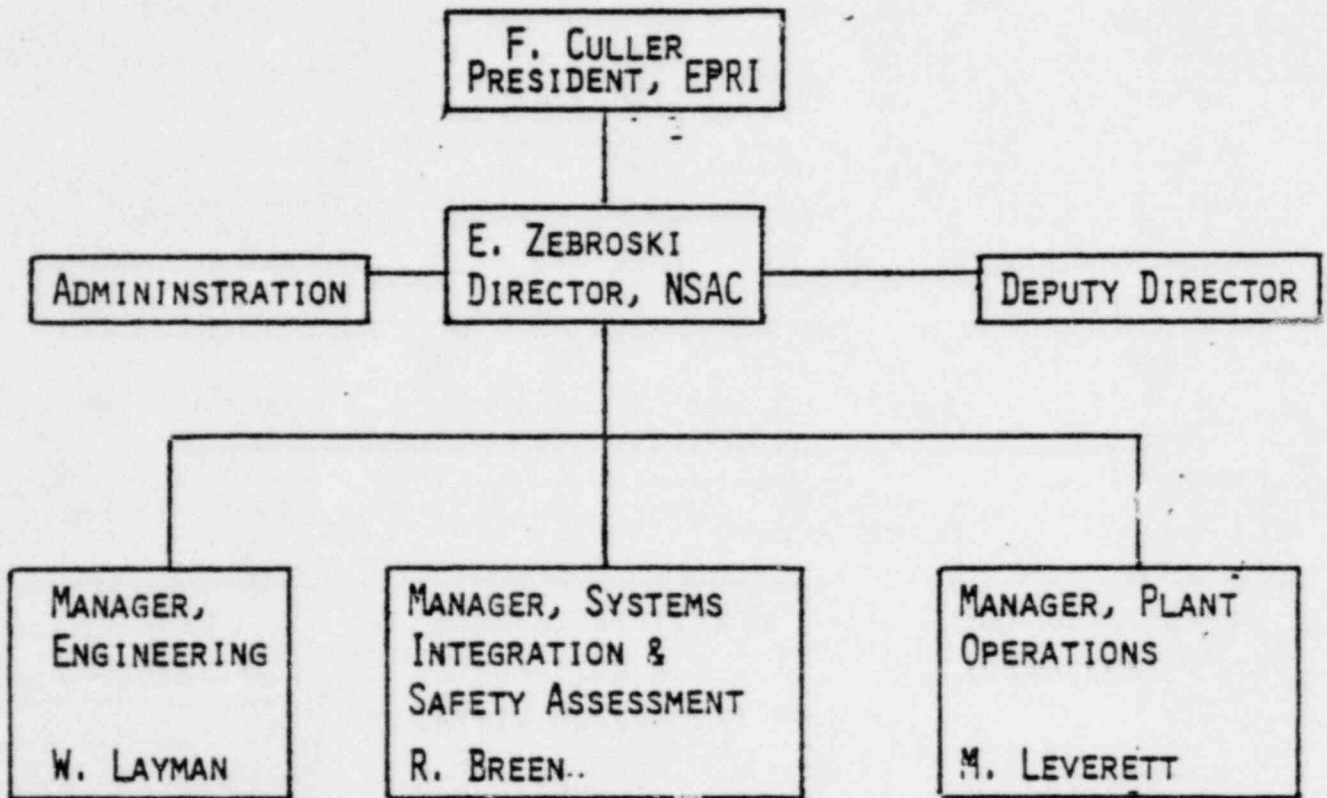 F. CULLER
PRESIDENT, EPRI
E. ZEBROSKI
DIRECTOR, NSAC
ADMININSTRATION
DEPUTY DIRECTOR
MANAGER,
ENGINEERING
W. LAYMAN
MANAGER, SYSTEMS
INTEGRATION &
SAFETY ASSESSMENT
R. BREEN
MANAGER, PLANT
OPERATIONS
M. LEVERETT